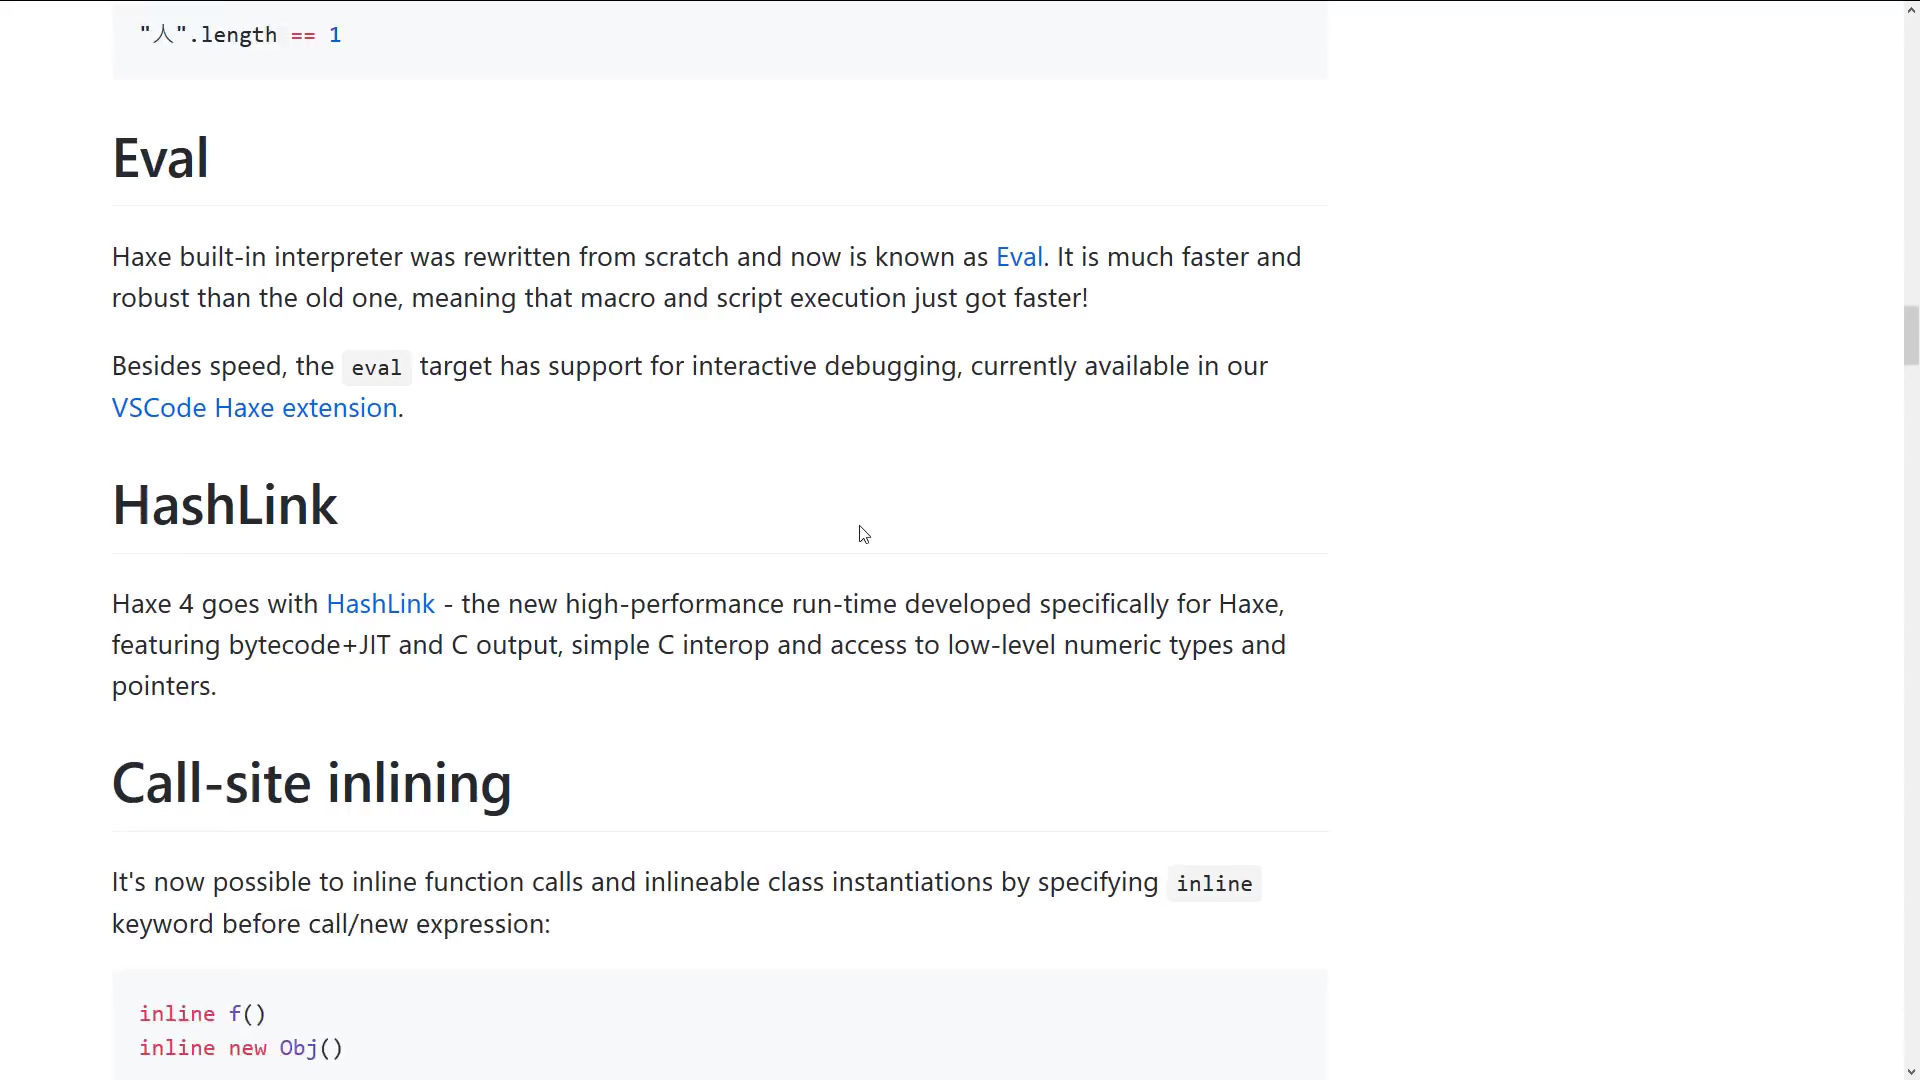 "人".length == 1
Eval
Haxe built-in interpreter was rewritten from scratch and now is known as Eval. It is much faster and
robust than the old one, meaning that macro and script execution just got faster!
Besides speed, the eval target has support for interactive debugging, currently available in our
VSCode Haxe extension.
HashLink
Haxe 4 goes with HashLink - the new high-performance run-time developed specifically for Haxe,
featuring bytecode+JIT and C output, simple C interop and access to low-level numeric types and
pointers.
Call-site inlining
It's now possible to inline function calls and inlineable class instantiations by specifying inline
keyword before call/new expression:
inline f()
inline new Obj()